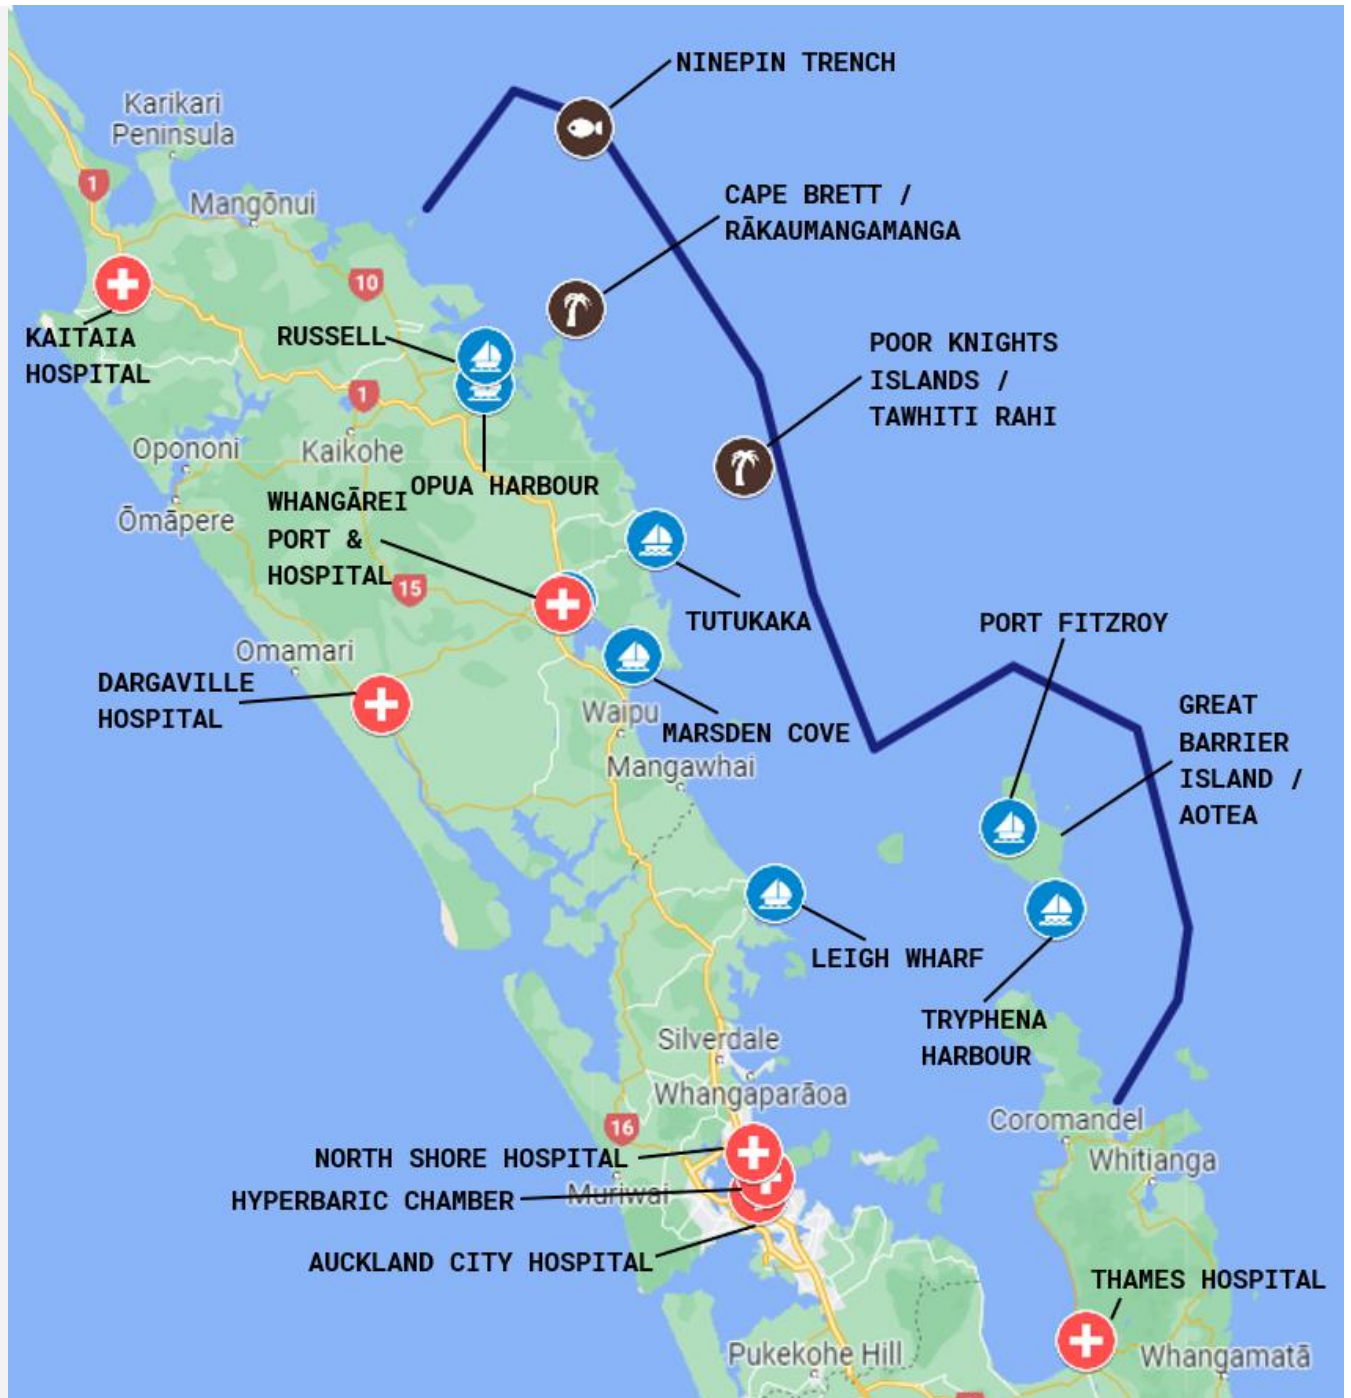 NINEPIN TRENCH
Karikari
Peninsula
1
CAPE BRETT /
RĀKAUMANGAMANGA
Mangōnui
10
KAITAIA
HOSPITAL
RUSSELL
POOR KNIGHTS
ISLANDS /
TAWHITI RAHI
1
Opononi
Kaikohe
OPUA HARBOUR
WHANGĀREI
PORT &
HOSPITAL
Ōmāpere
15
TUTUKAKA
PORT FITZROY
Omamari
DARGAVILLE
HOSPITAL
Waipu
MARSDEN COVE
GREAT
BARRIER
ISLAND /
AOTEA
Mangawhai
LEIGH WHARF
TRYPHENA
HARBOUR
Silverdale
Whangaparāoa
16
Coromandel
Whitianga
NORTH SHORE HOSPITAL
Muriwai
HYPERBARIC CHAMBER
AUCKLAND CITY HOSPITAL
THAMES HOSPITAL
Pukekohe Hill
Whangamatā